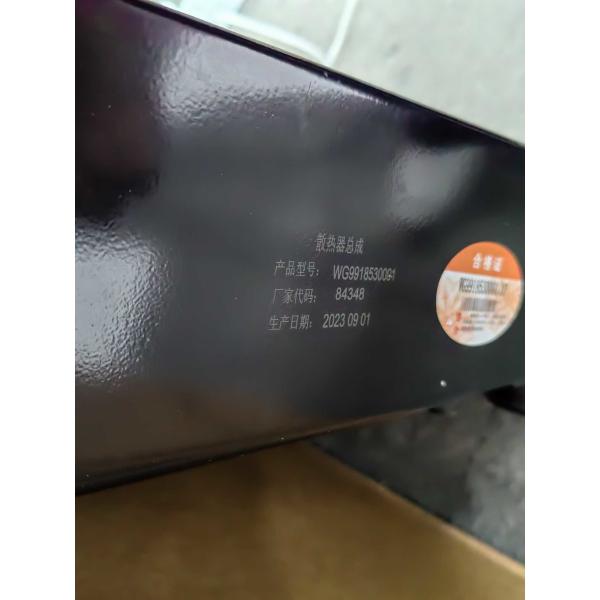 散热器总成
产品型号： WG9918530091
厂家代码： 84348
生产日期： 2023 09 01
合格证